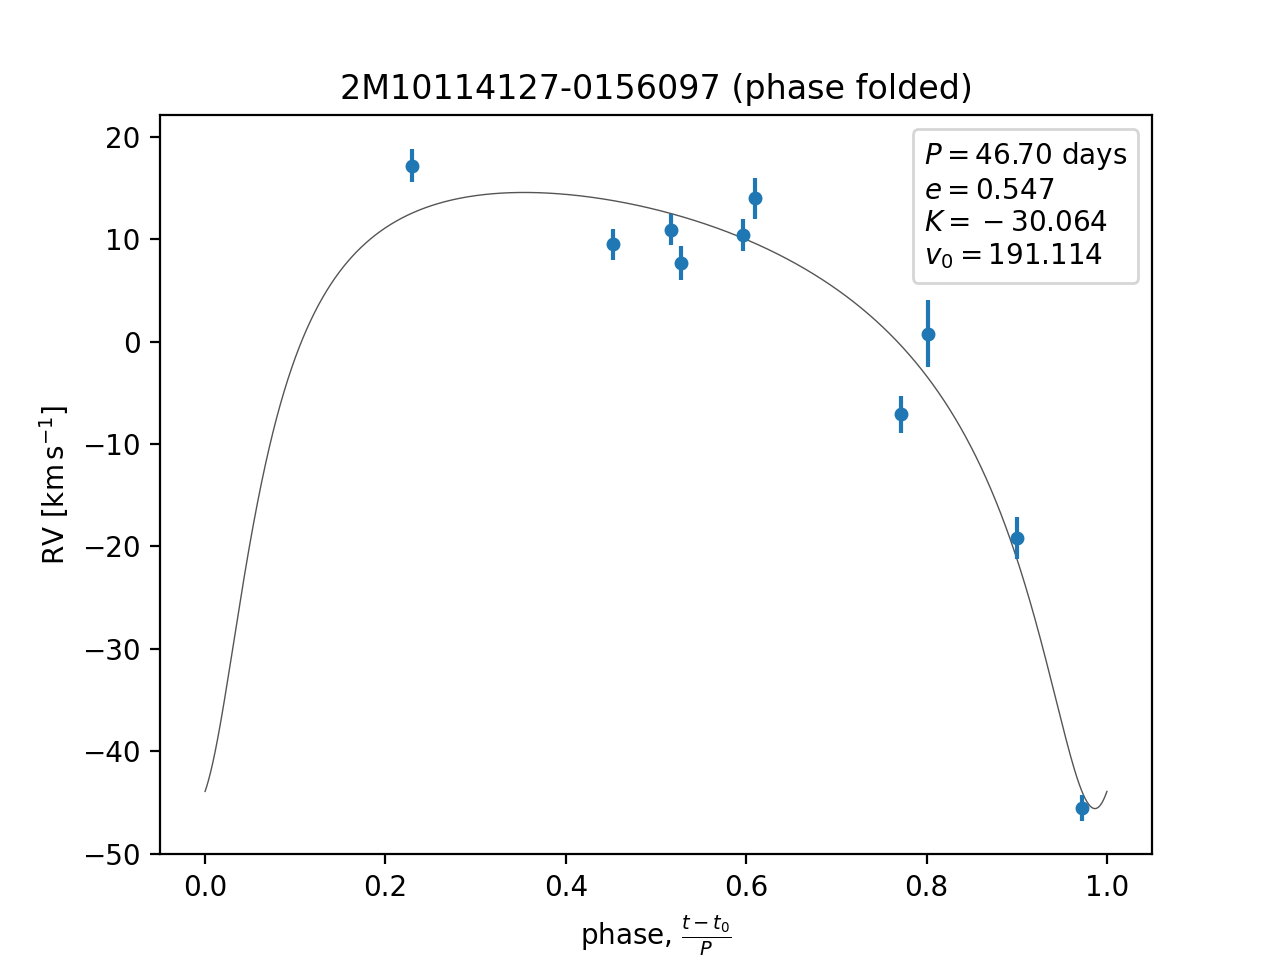 2M10114127-0156097 (phase folded)
P = 46.70 days
e = 0.547
K = − 30.064
v₀ = 191.114
20
10
0
−10
−20
−30
−40
−50
RV [km s⁻¹]
0.0 0.2 0.4 0.6 0.8 1.0
phase, (t − t₀)/P